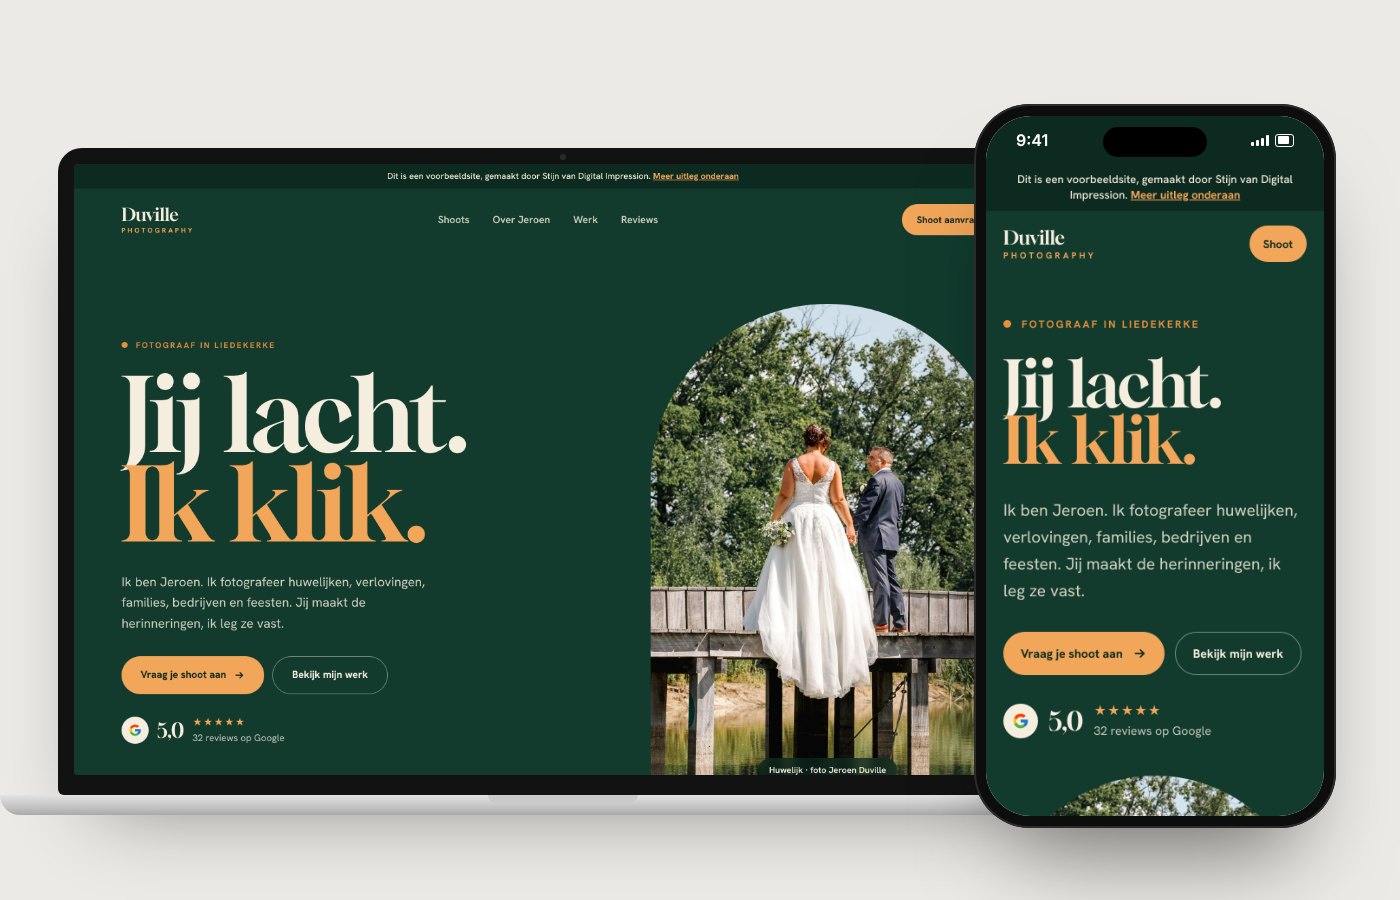 Dit is een voorbeeldsite, gemaakt door Stijn van Digital Impression. Meer uitleg onderaan
Duville
PHOTOGRAPHY
Shoots
Over Jeroen
Werk
Reviews
Shoot aanvra
FOTOGRAAF IN LIEDEKERKE
Jij lacht.
Ik klik.
Ik ben Jeroen. Ik fotografeer huwelijken, verlovingen,
families, bedrijven en feesten. Jij maakt de
herinneringen, ik leg ze vast.
Vraag je shoot aan →
Bekijk mijn werk
G
5,0
★★★★★
32 reviews op Google
Huwelijk · foto Jeroen Duville
9:41
Dit is een voorbeeldsite, gemaakt door Stijn van Digital
Impression. Meer uitleg onderaan
Duville
PHOTOGRAPHY
Shoot
FOTOGRAAF IN LIEDEKERKE
Jij lacht.
Ik klik.
Ik ben Jeroen. Ik fotografeer huwelijken,
verlovingen, families, bedrijven en
feesten. Jij maakt de herinneringen, ik
leg ze vast.
Vraag je shoot aan →
Bekijk mijn werk
G
5,0
★★★★★
32 reviews op Google